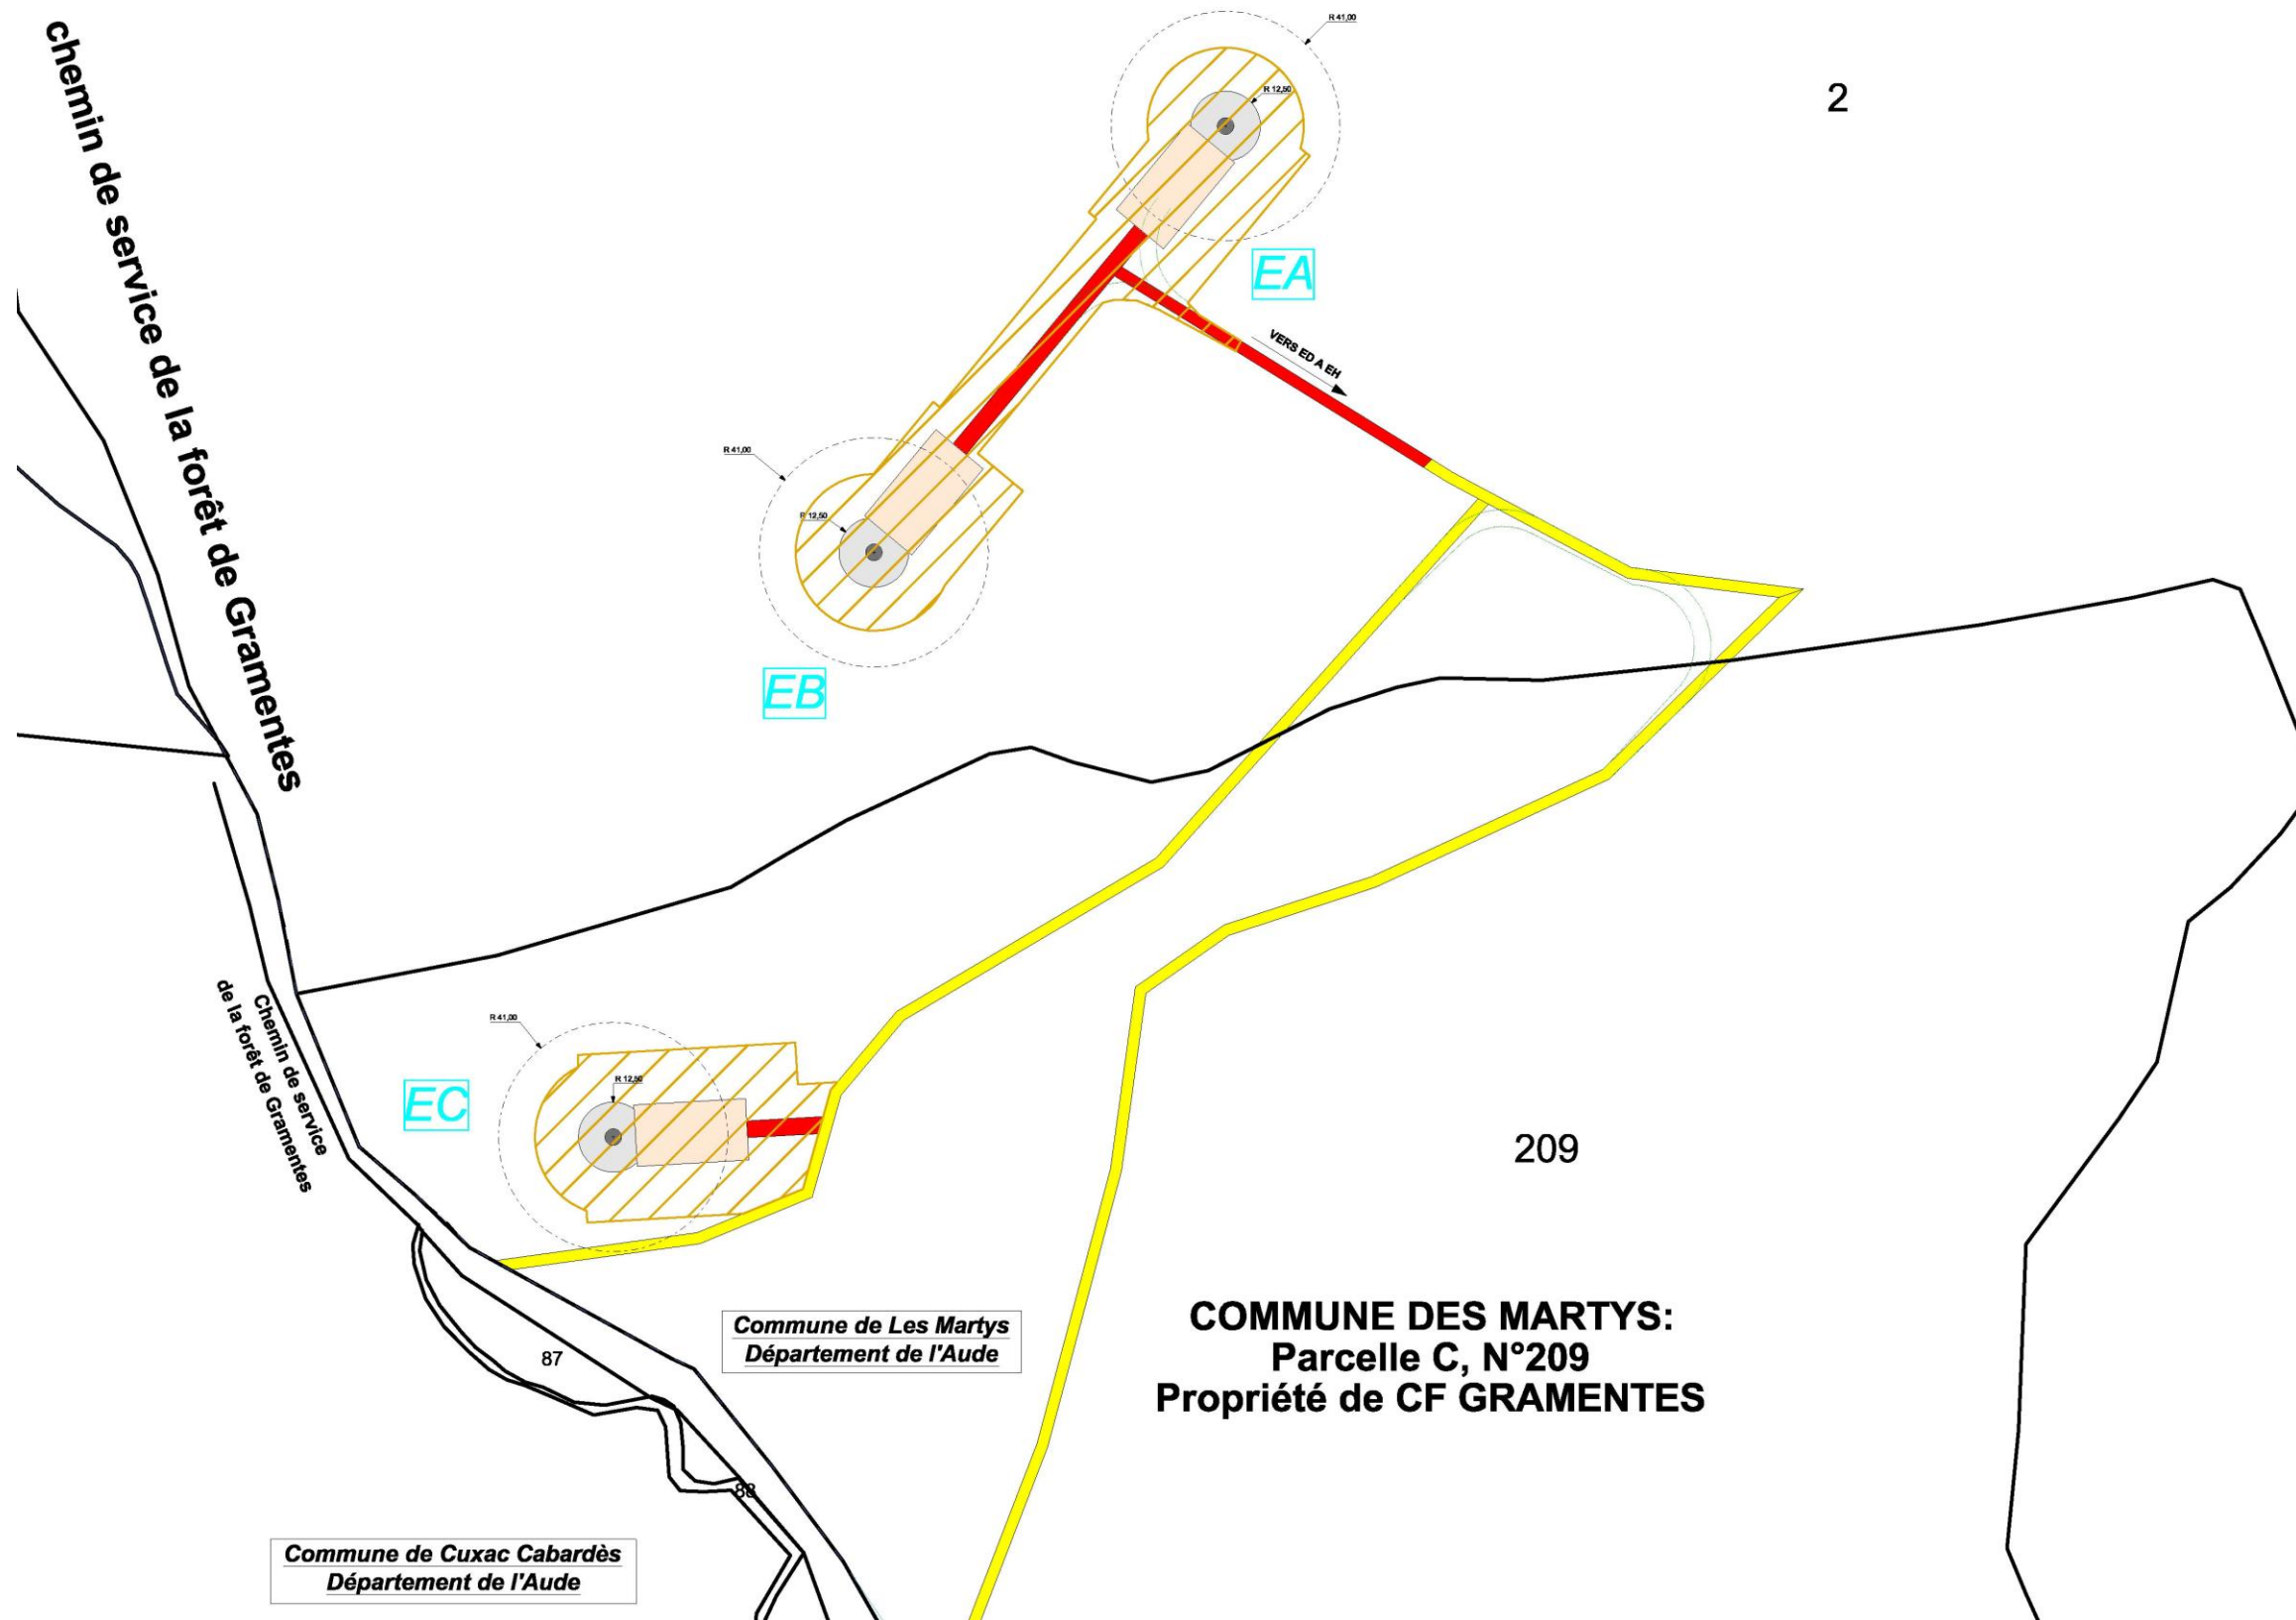 chemin de service de la forêt de Gramentes
R 41,00
R 12,50
2
EA
VERS ED A EH
R 41,00
R 12,50
EB
Chemin de service
de la forêt de Gramentes
R 41,00
R 12,50
EC
209
Commune de Les Martys
Département de l'Aude
COMMUNE DES MARTYS:
Parcelle C, N°209
Propriété de CF GRAMENTES
87
88
Commune de Cuxac Cabardès
Département de l'Aude